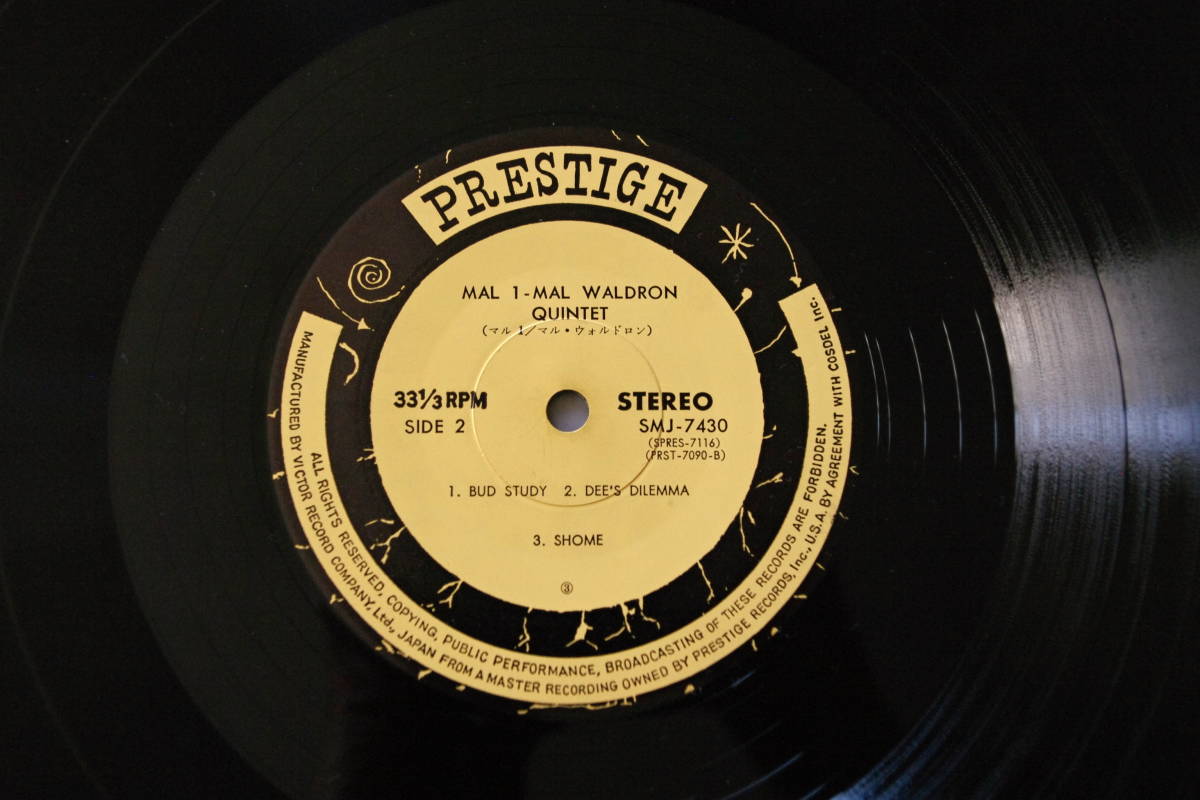 PRESTIGE
MAL 1-MAL WALDRON
QUINTET
(マル 1/マル・ウォルドロン)
33⅓ RPM
SIDE 2
STEREO
SMJ-7430
(SPRES-7116)
(PRST-7090-B)
1. BUD STUDY 2. DEE'S DILEMMA
3. SHOME
③
ALL RIGHTS RESERVED, COPYING, PUBLIC PERFORMANCE, BROADCASTING OF THESE RECORDS ARE FORBIDDEN.
MANUFACTURED BY VICTOR RECORD COMPANY, Ltd., JAPAN FROM A MASTER RECORDING OWNED BY PRESTIGE RECORDS, Inc., U.S.A. BY AGREEMENT WITH COSDEL Inc.